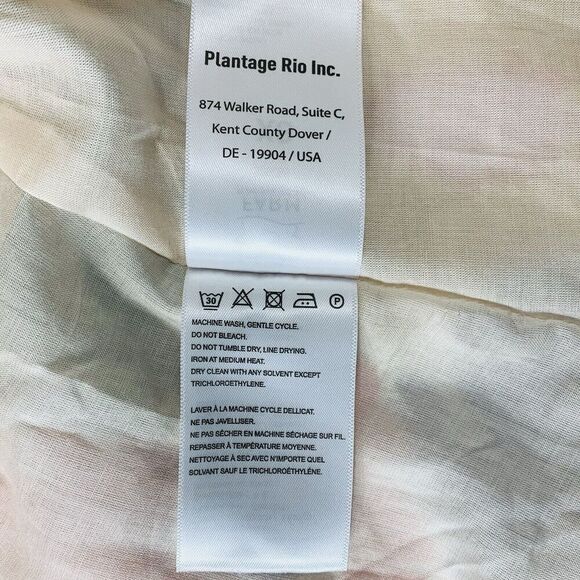 Plantage Rio Inc.
874 Walker Road, Suite C,
Kent County Dover /
DE - 19904 / USA
FARM
30 P
MACHINE WASH, GENTLE CYCLE.
DO NOT BLEACH.
DO NOT TUMBLE DRY, LINE DRYING.
IRON AT MEDIUM HEAT.
DRY CLEAN WITH ANY SOLVENT EXCEPT
TRICHLOROETHYLENE.
LAVER À LA MACHINE CYCLE DELLICAT.
NE PAS JAVELLISER.
NE PAS SÉCHER EN MACHINE SÉCHAGE SUR FIL.
REPASSER À TEMPÉRATURE MOYENNE.
NETTOYAGE À SEC AVEC N'IMPORTE QUEL
SOLVANT SAUF LE TRICHLOROÉTHYLÉNE.